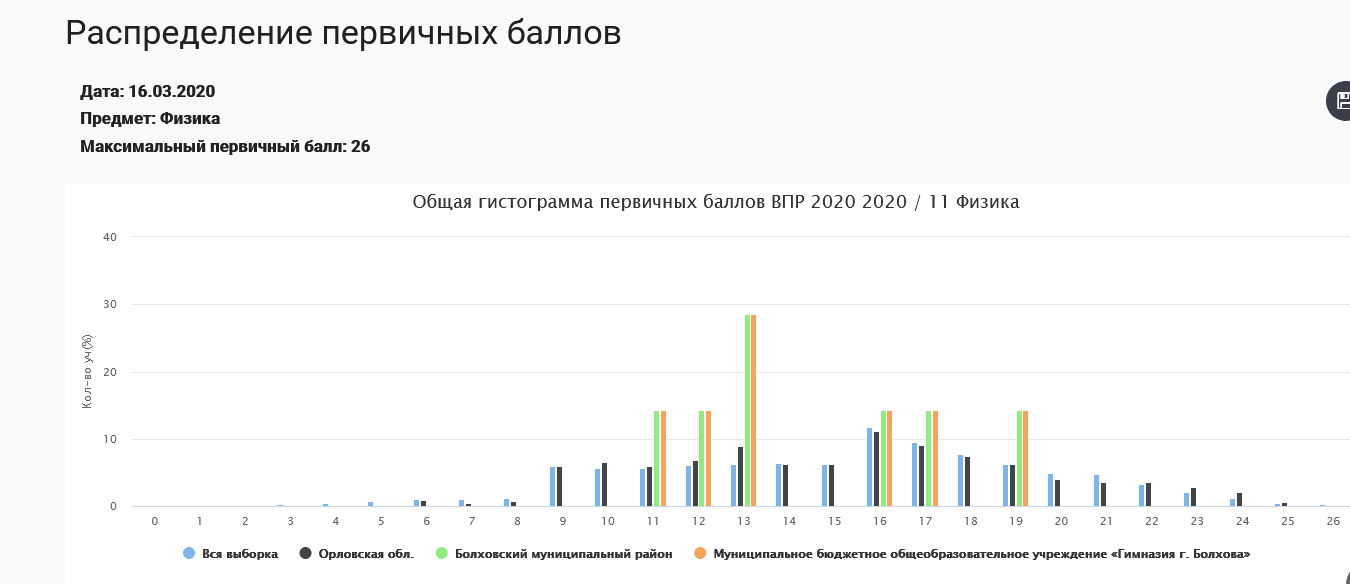 Распределение первичных баллов
Дата: 16.03.2020
Предмет: Физика
Максимальный первичный балл: 26
Общая гистограмма первичных баллов ВПР 2020 2020 / 11 Физика
Кол-во уч(%)
40
30
20
10
0
0 1 2 3 4 5 6 7 8 9 10 11 12 13 14 15 16 17 18 19 20 21 22 23 24 25 26
Вся выборка Орловская обл. Болховский муниципальный район Муниципальное бюджетное общеобразовательное учреждение «Гимназия г. Болхова»